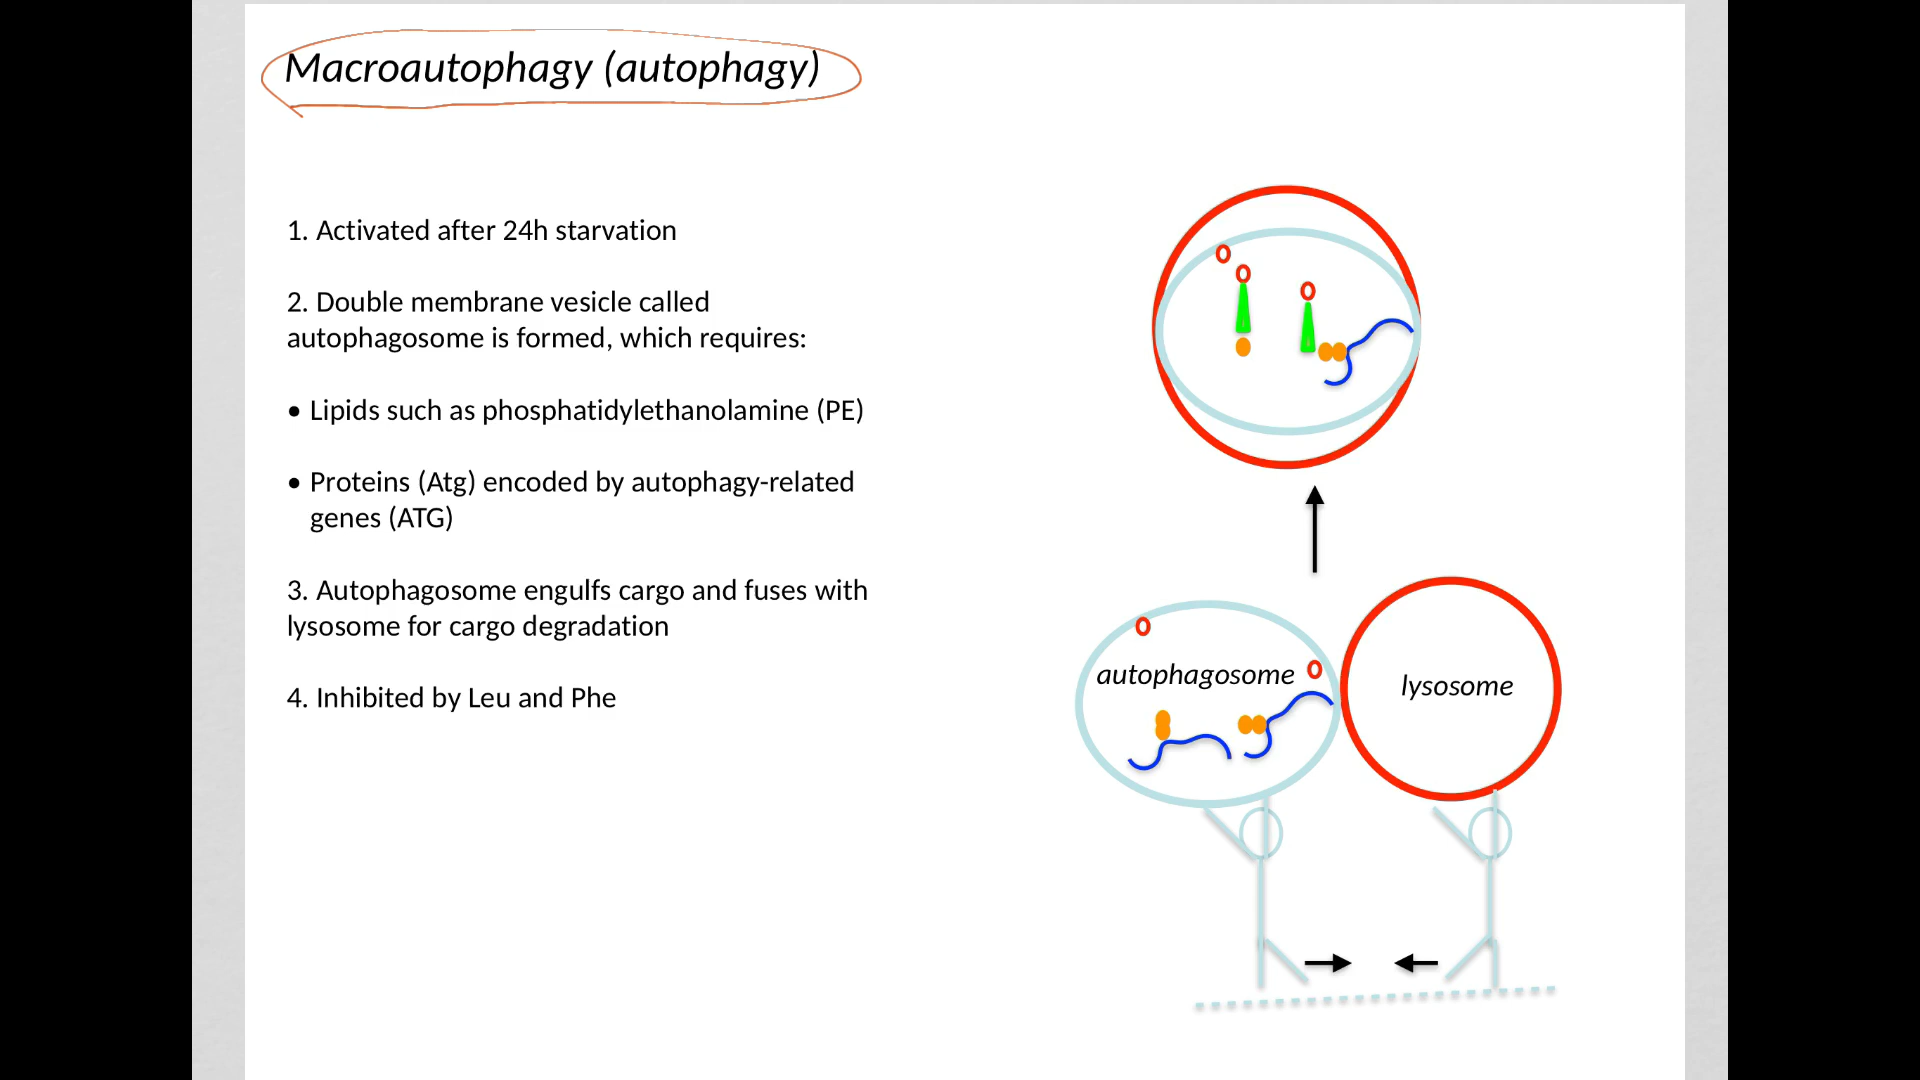 Macroautophagy (autophagy)
1. Activated after 24h starvation
2. Double membrane vesicle called
autophagosome is formed, which requires:
• Lipids such as phosphatidylethanolamine (PE)
• Proteins (Atg) encoded by autophagy-related
genes (ATG)
3. Autophagosome engulfs cargo and fuses with
lysosome for cargo degradation
4. Inhibited by Leu and Phe
autophagosome
lysosome